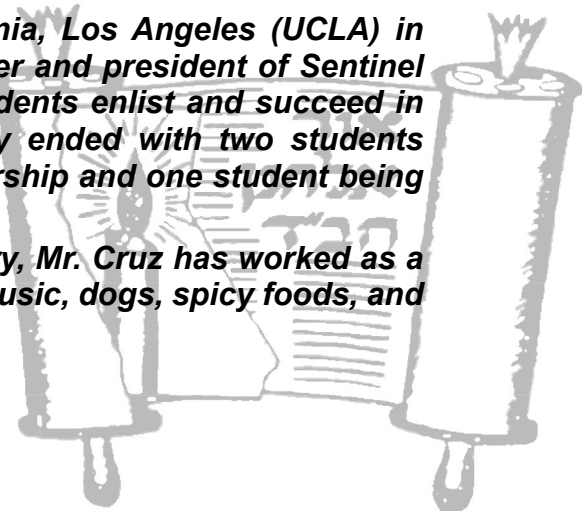 nia, Los Angeles (UCLA) in
er and president of Sentinel
dents enlist and succeed in
y ended with two students
rship and one student being
ry, Mr. Cruz has worked as a
usic, dogs, spicy foods, and